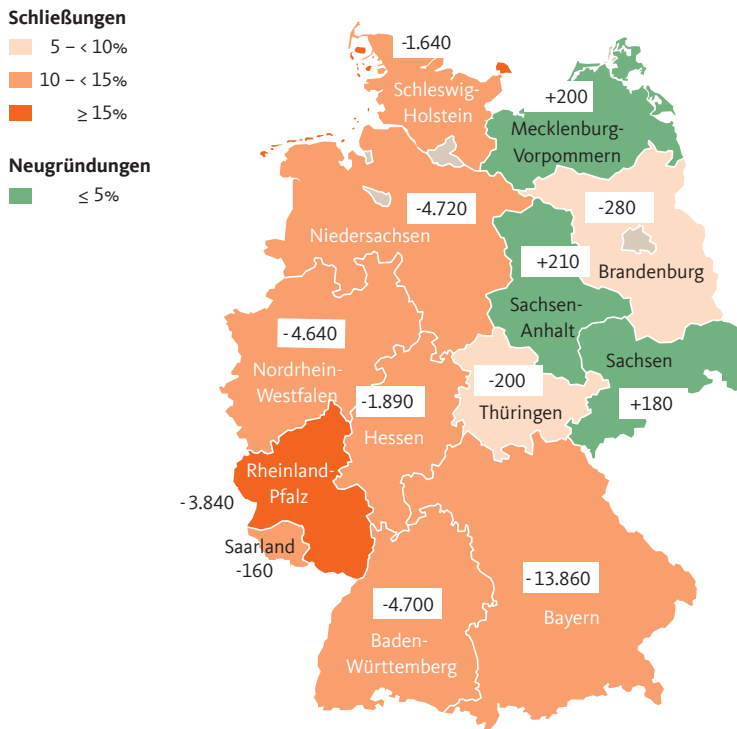 Schließungen
5 – < 10%
10 – < 15%
≥ 15%
Neugründungen
≤ 5%
-1.640
Schleswig-
Holstein
+200
Mecklenburg-
Vorpommern
-4.720
Niedersachsen
-280
Brandenburg
+210
Sachsen-
Anhalt
- 4.640
Nordrhein-
Westfalen
-1.890
Hessen
-200
Thüringen
Sachsen
+180
Rheinland-
Pfalz
- 3.840
Saarland
-160
-4.700
Baden-
Württemberg
- 13.860
Bayern